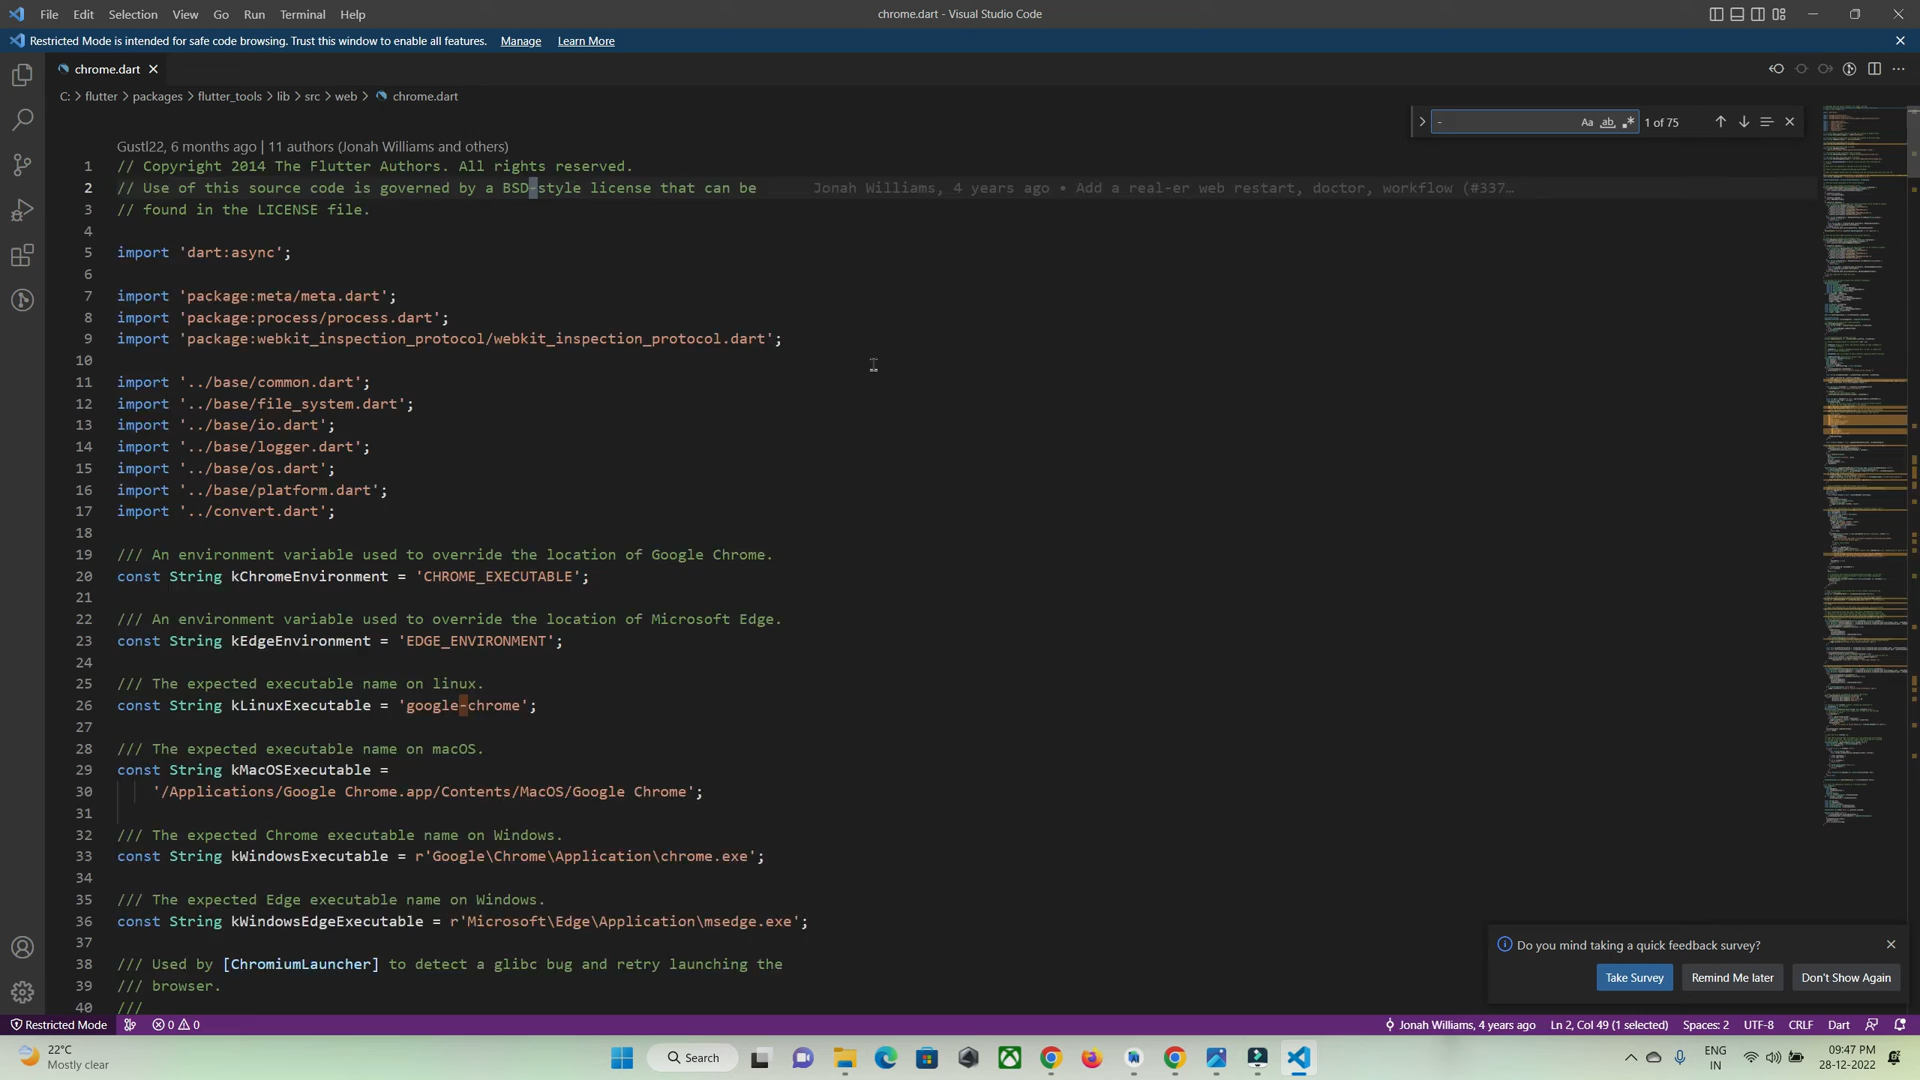 File Edit Selection View Go Run Terminal Help
chrome.dart - Visual Studio Code
Restricted Mode is intended for safe code browsing. Trust this window to enable all features. Manage Learn More
chrome.dart
C: > flutter > packages > flutter_tools > lib > src > web > chrome.dart
- Aa ab 1 of 75
Gustl22, 6 months ago | 11 authors (Jonah Williams and others)
1 // Copyright 2014 The Flutter Authors. All rights reserved.
2 // Use of this source code is governed by a BSD-style license that can be Jonah Williams, 4 years ago • Add a real-er web restart, doctor, workflow (#337…
3 // found in the LICENSE file.
4
5 import 'dart:async';
6
7 import 'package:meta/meta.dart';
8 import 'package:process/process.dart';
9 import 'package:webkit_inspection_protocol/webkit_inspection_protocol.dart';
10
11 import '../base/common.dart';
12 import '../base/file_system.dart';
13 import '../base/io.dart';
14 import '../base/logger.dart';
15 import '../base/os.dart';
16 import '../base/platform.dart';
17 import '../convert.dart';
18
19 /// An environment variable used to override the location of Google Chrome.
20 const String kChromeEnvironment = 'CHROME_EXECUTABLE';
21
22 /// An environment variable used to override the location of Microsoft Edge.
23 const String kEdgeEnvironment = 'EDGE_ENVIRONMENT';
24
25 /// The expected executable name on linux.
26 const String kLinuxExecutable = 'google-chrome';
27
28 /// The expected executable name on macOS.
29 const String kMacOSExecutable =
30 '/Applications/Google Chrome.app/Contents/MacOS/Google Chrome';
31
32 /// The expected Chrome executable name on Windows.
33 const String kWindowsExecutable = r'Google\Chrome\Application\chrome.exe';
34
35 /// The expected Edge executable name on Windows.
36 const String kWindowsEdgeExecutable = r'Microsoft\Edge\Application\msedge.exe';
37
38 /// Used by [ChromiumLauncher] to detect a glibc bug and retry launching the
39 /// browser.
40 ///
Do you mind taking a quick feedback survey?
Take Survey Remind Me later Don't Show Again
Restricted Mode 0 0 Jonah Williams, 4 years ago Ln 2, Col 49 (1 selected) Spaces: 2 UTF-8 CRLF Dart
22°C
Mostly clear
Search
ENG
IN
09:47 PM
28-12-2022